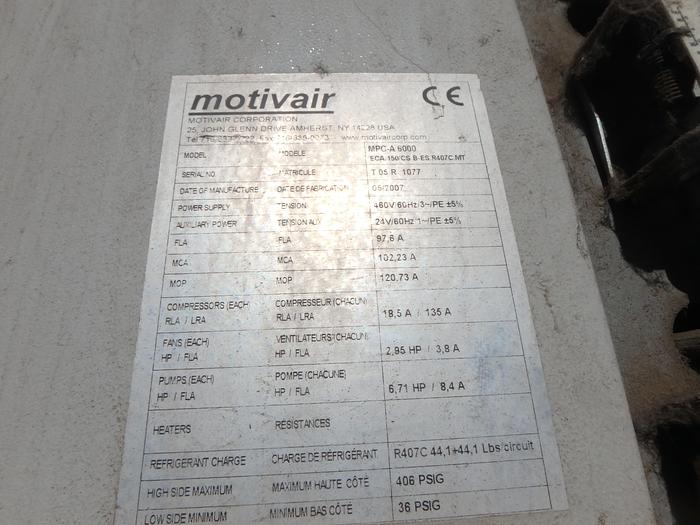 motivair CE
MOTIVAIR CORPORATION
25, JOHN GLENN DRIVE AMHERST, NY 14228 USA
www.motivaircorp.com
MODEL MODELE MPC-A 6000
ECA 150/CS B-ES R407C MT
SERIAL NO. MATRICULE T 05 R 1077
DATE OF MANUFACTURE DATE DE FABRICATION 05/2007
POWER SUPPLY TENSION 460V/60Hz/3~/PE ±5%
AUXILIARY POWER TENSION AUX 24V/60Hz 1~/PE ±5%
FLA FLA 97,6 A
MCA MCA 102,23 A
MOP MOP 120,73 A
COMPRESSORS (EACH) COMPRESSEUR (CHACUN)
RLA / LRA RLA / LRA 18,5 A / 135 A
FANS (EACH) VENTILATEURS (CHACUN)
HP / FLA HP / FLA 2,95 HP / 3,8 A
PUMPS (EACH) POMPE (CHACUNE)
HP / FLA HP / FLA 6,71 HP / 8,4 A
HEATERS RÉSISTANCES
REFRIGERANT CHARGE CHARGE DE RÉFRIGÉRANT R407C 44,1+44,1 Lbs/circuit
HIGH SIDE MAXIMUM MAXIMUM HAUTE CÔTÉ 406 PSIG
LOW SIDE MINIMUM MINIMUM BAS CÔTÉ 36 PSIG